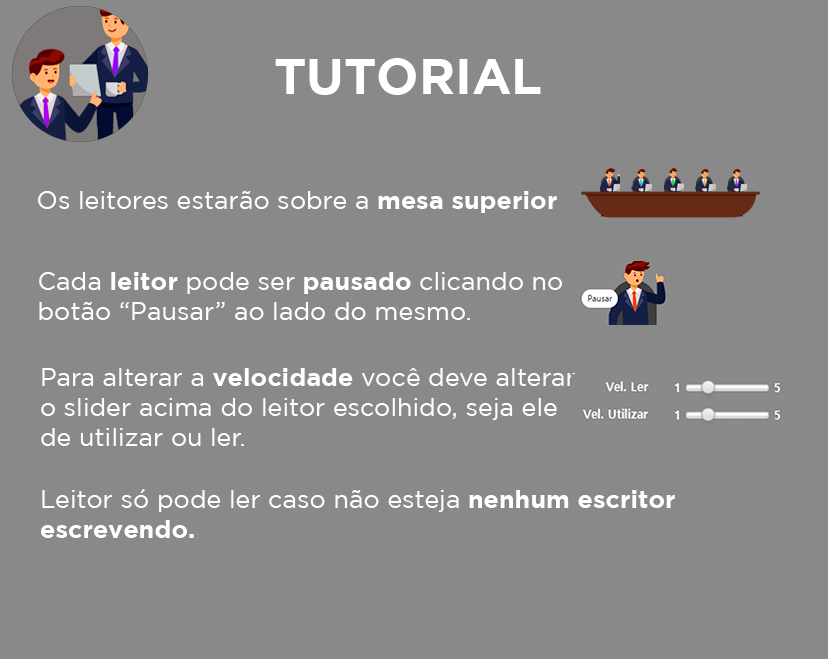 TUTORIAL
Os leitores estarão sobre a mesa superior
Cada leitor pode ser pausado clicando no
botão “Pausar” ao lado do mesmo.
Pausar
Para alterar a velocidade você deve alterar
o slider acima do leitor escolhido, seja ele
de utilizar ou ler.
Vel. Ler 1 5
Vel. Utilizar 1 5
Leitor só pode ler caso não esteja nenhum escritor
escrevendo.